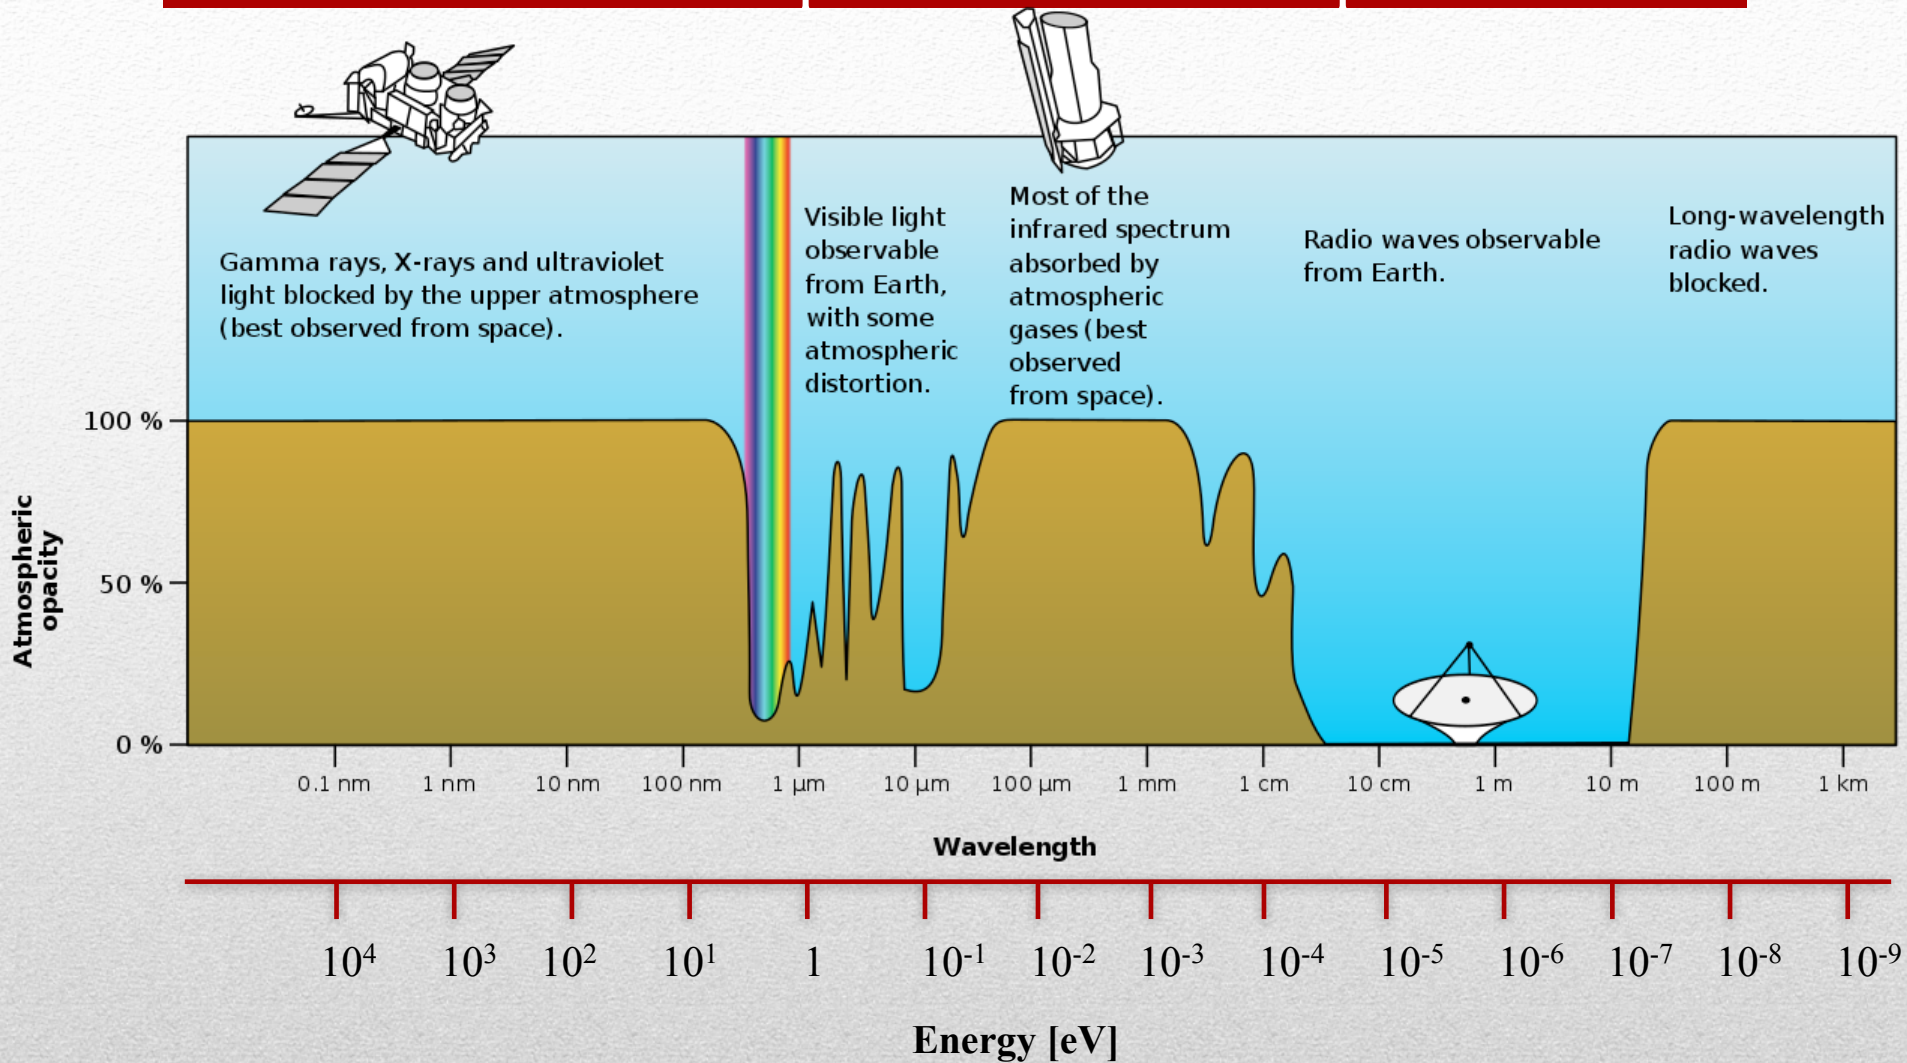 Gamma rays, X-rays and ultraviolet
light blocked by the upper atmosphere
(best observed from space).
Visible light
observable
from Earth,
with some
atmospheric
distortion.
Most of the
infrared spectrum
absorbed by
atmospheric
gases (best
observed
from space).
Radio waves observable
from Earth.
Long-wavelength
radio waves
blocked.
Atmospheric
opacity
100 %
50 %
0 %
0.1 nm 1 nm 10 nm 100 nm 1 μm 10 μm 100 μm 1 mm 1 cm 10 cm 1 m 10 m 100 m 1 km
Wavelength
10⁴ 10³ 10² 10¹ 1 10⁻¹ 10⁻² 10⁻³ 10⁻⁴ 10⁻⁵ 10⁻⁶ 10⁻⁷ 10⁻⁸ 10⁻⁹
Energy [eV]